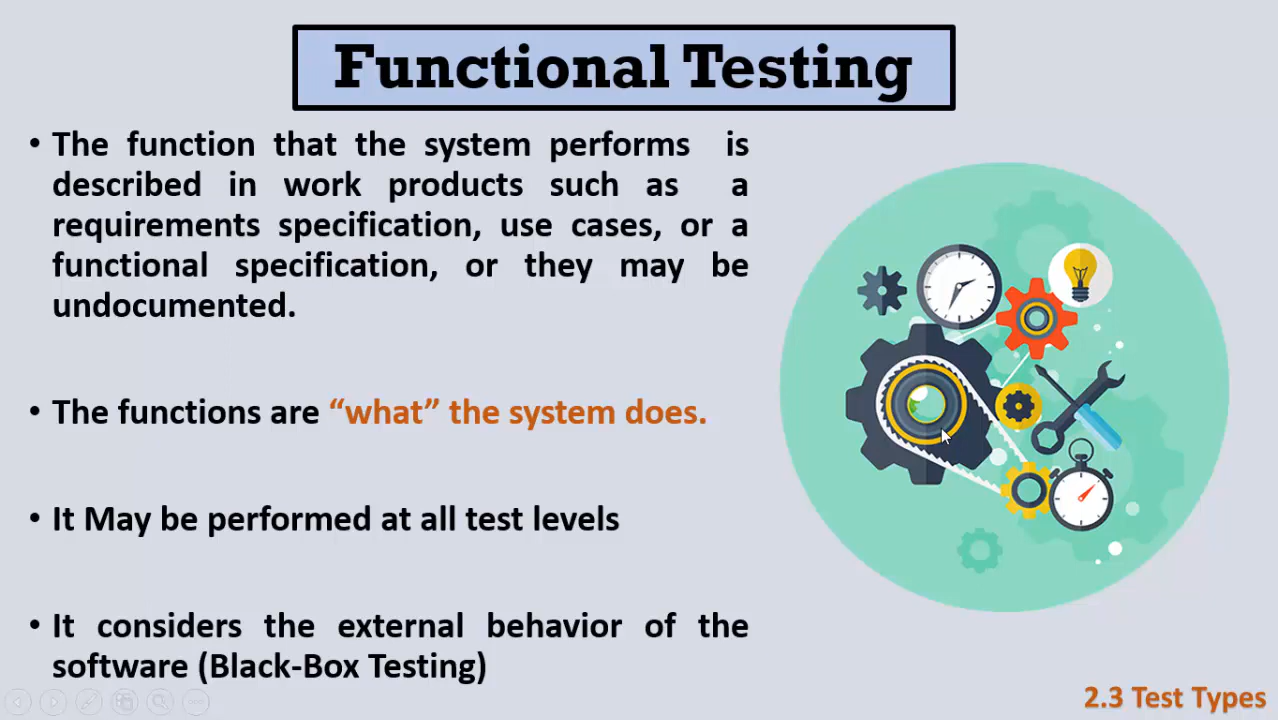 Functional Testing
• The function that the system performs is
described in work products such as a
requirements specification, use cases, or a
functional specification, or they may be
undocumented.
• The functions are “what” the system does.
• It May be performed at all test levels
• It considers the external behavior of the
software (Black-Box Testing)
2.3 Test Types